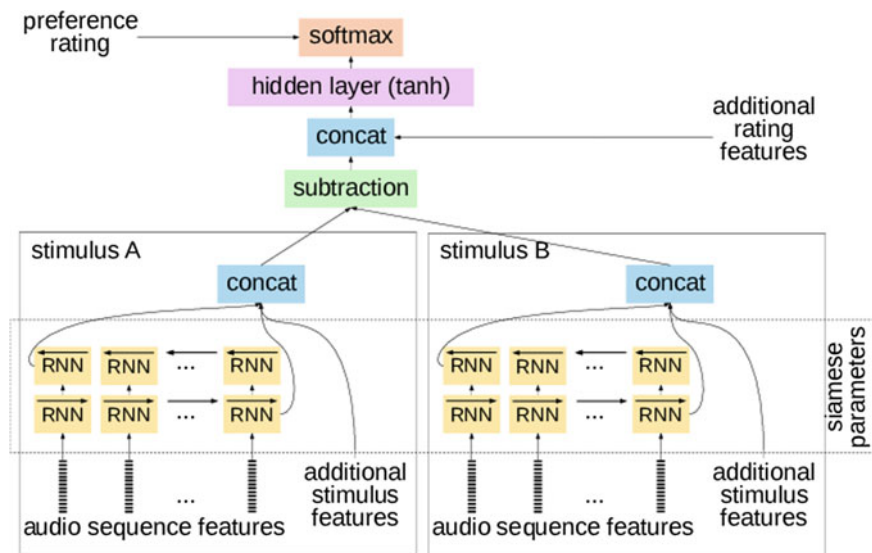 preference
rating
softmax
hidden layer (tanh)
concat
additional
rating
features
subtraction
stimulus A
concat
RNN RNN ... RNN
RNN RNN ... RNN
...
audio sequence features
additional
stimulus
features
stimulus B
concat
RNN RNN ... RNN
RNN RNN ... RNN
...
audio sequence features
additional
stimulus
features
siamese
parameters